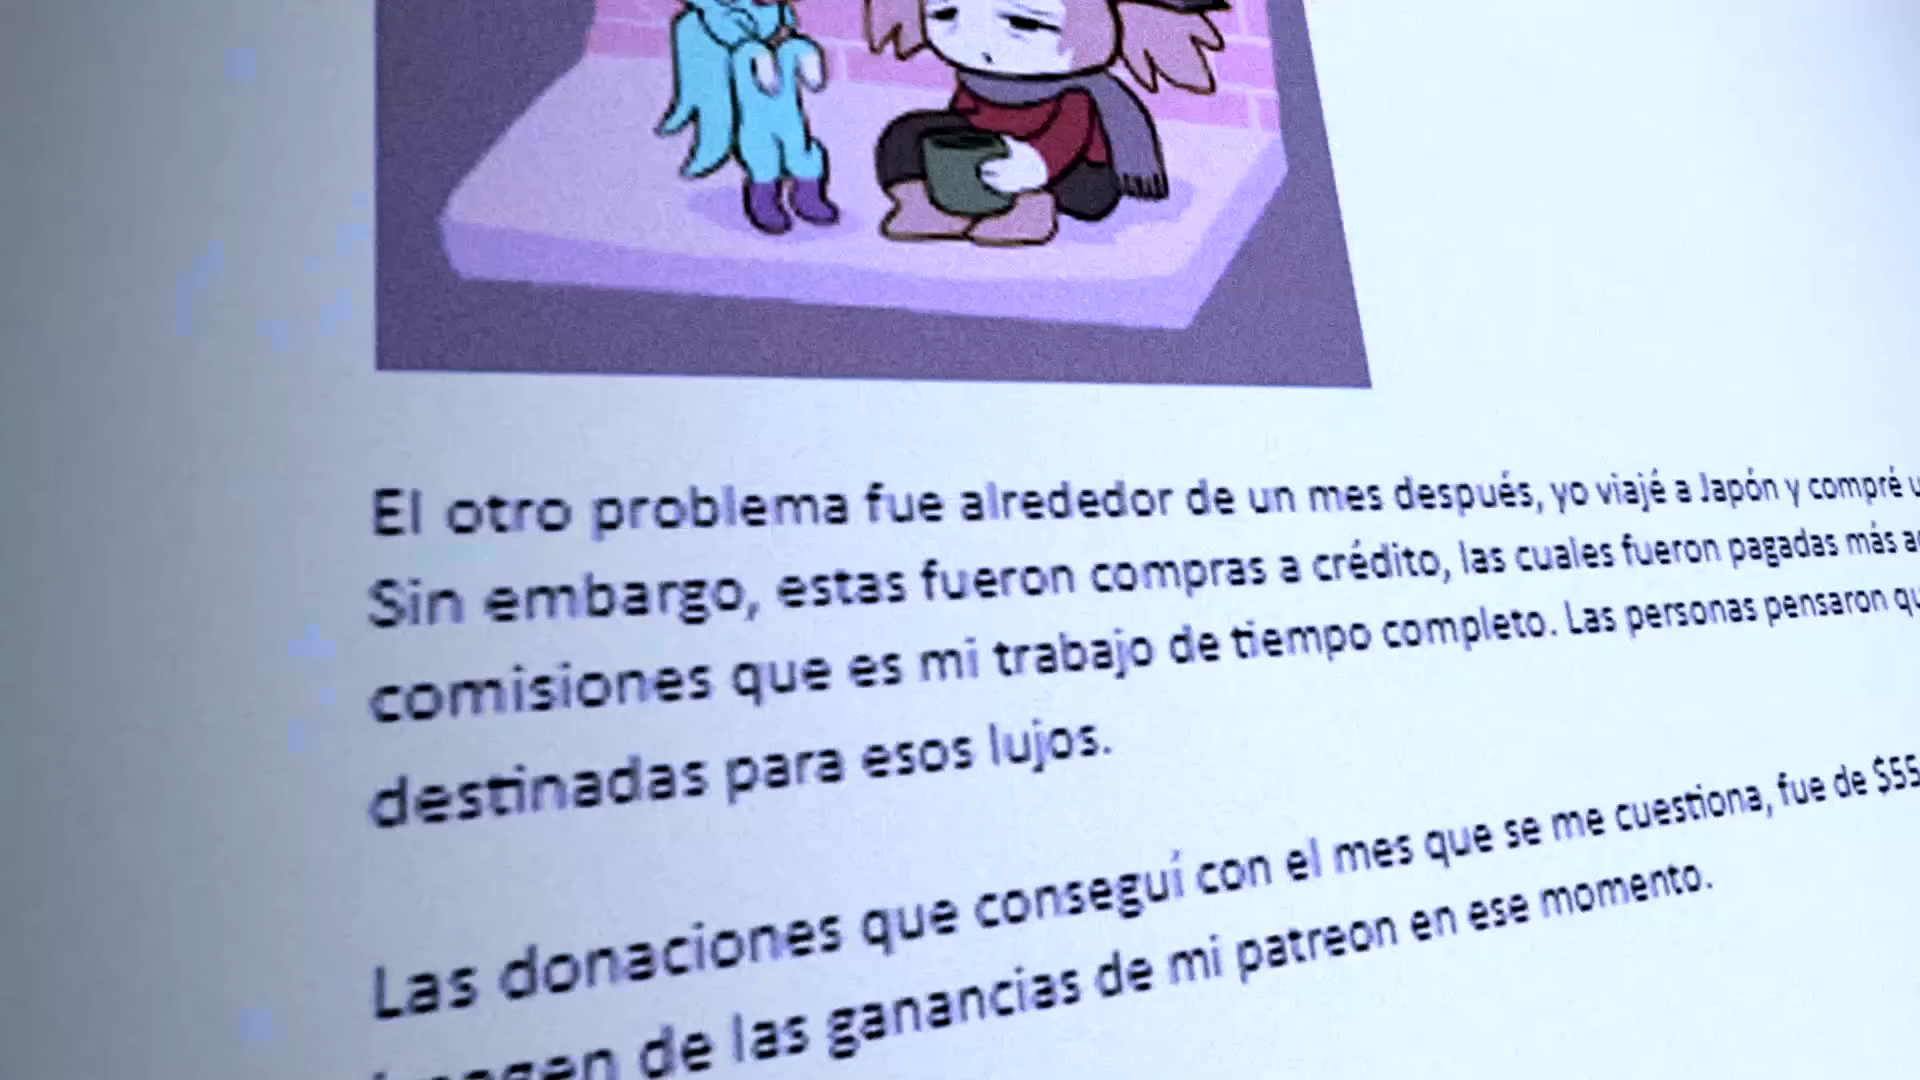 El otro problema fue alrededor de un mes después, yo viajé a Japón y compré
Sin embargo, estas fueron compras a crédito, las cuales fueron pagadas más
comisiones que es mi trabajo de tiempo completo. Las personas pensaron
destinadas para esos lujos.
Las donaciones que conseguí con el mes que se me cuestiona, fue de $55
de las ganancias de mi patreon en ese momento.